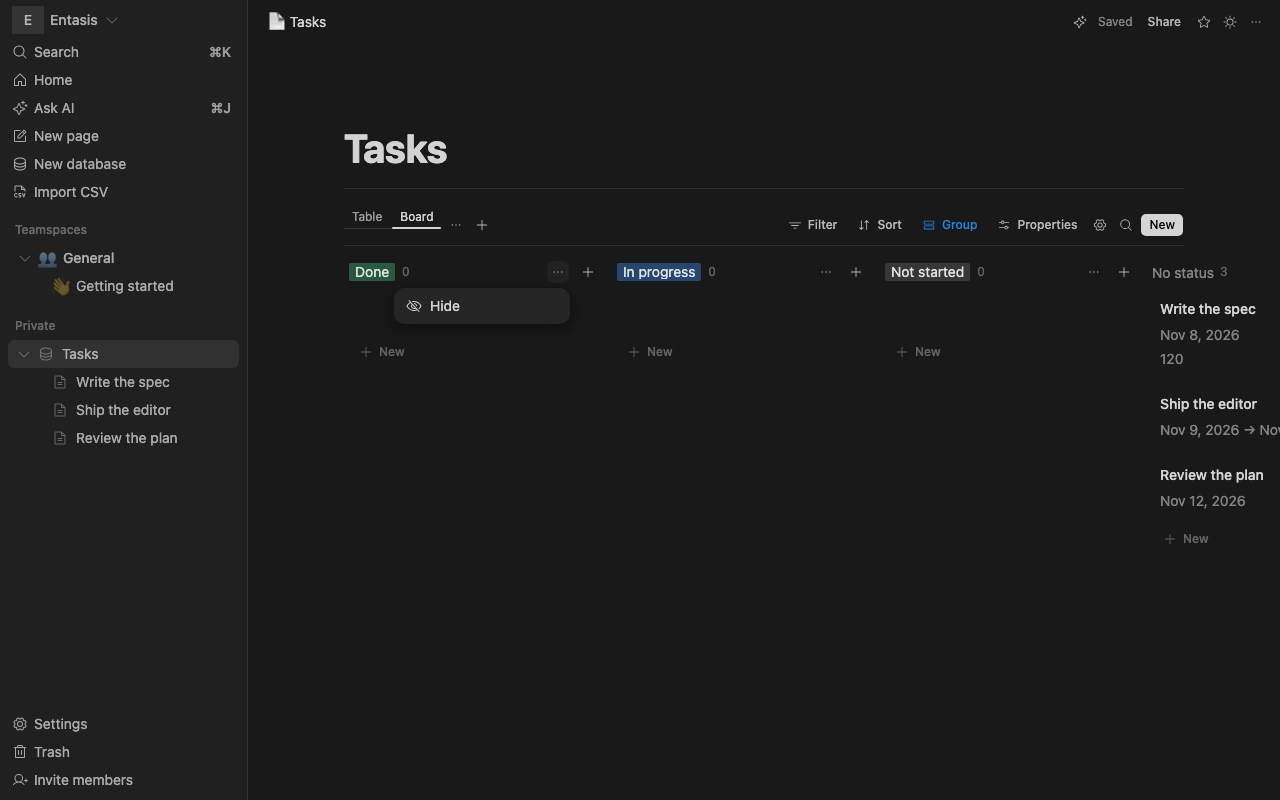 E Entasis
Search ⌘K
Home
Ask AI ⌘J
New page
New database
Import CSV
Teamspaces
General
Getting started
Private
Tasks
Write the spec
Ship the editor
Review the plan
Settings
Trash
Invite members
Tasks
Saved Share
Tasks
Table Board
Filter Sort Group Properties New
Done 0
In progress 0
Not started 0
No status 3
Hide
New
New
New
Write the spec
Nov 8, 2026
120
Ship the editor
Nov 9, 2026 → Nov
Review the plan
Nov 12, 2026
New